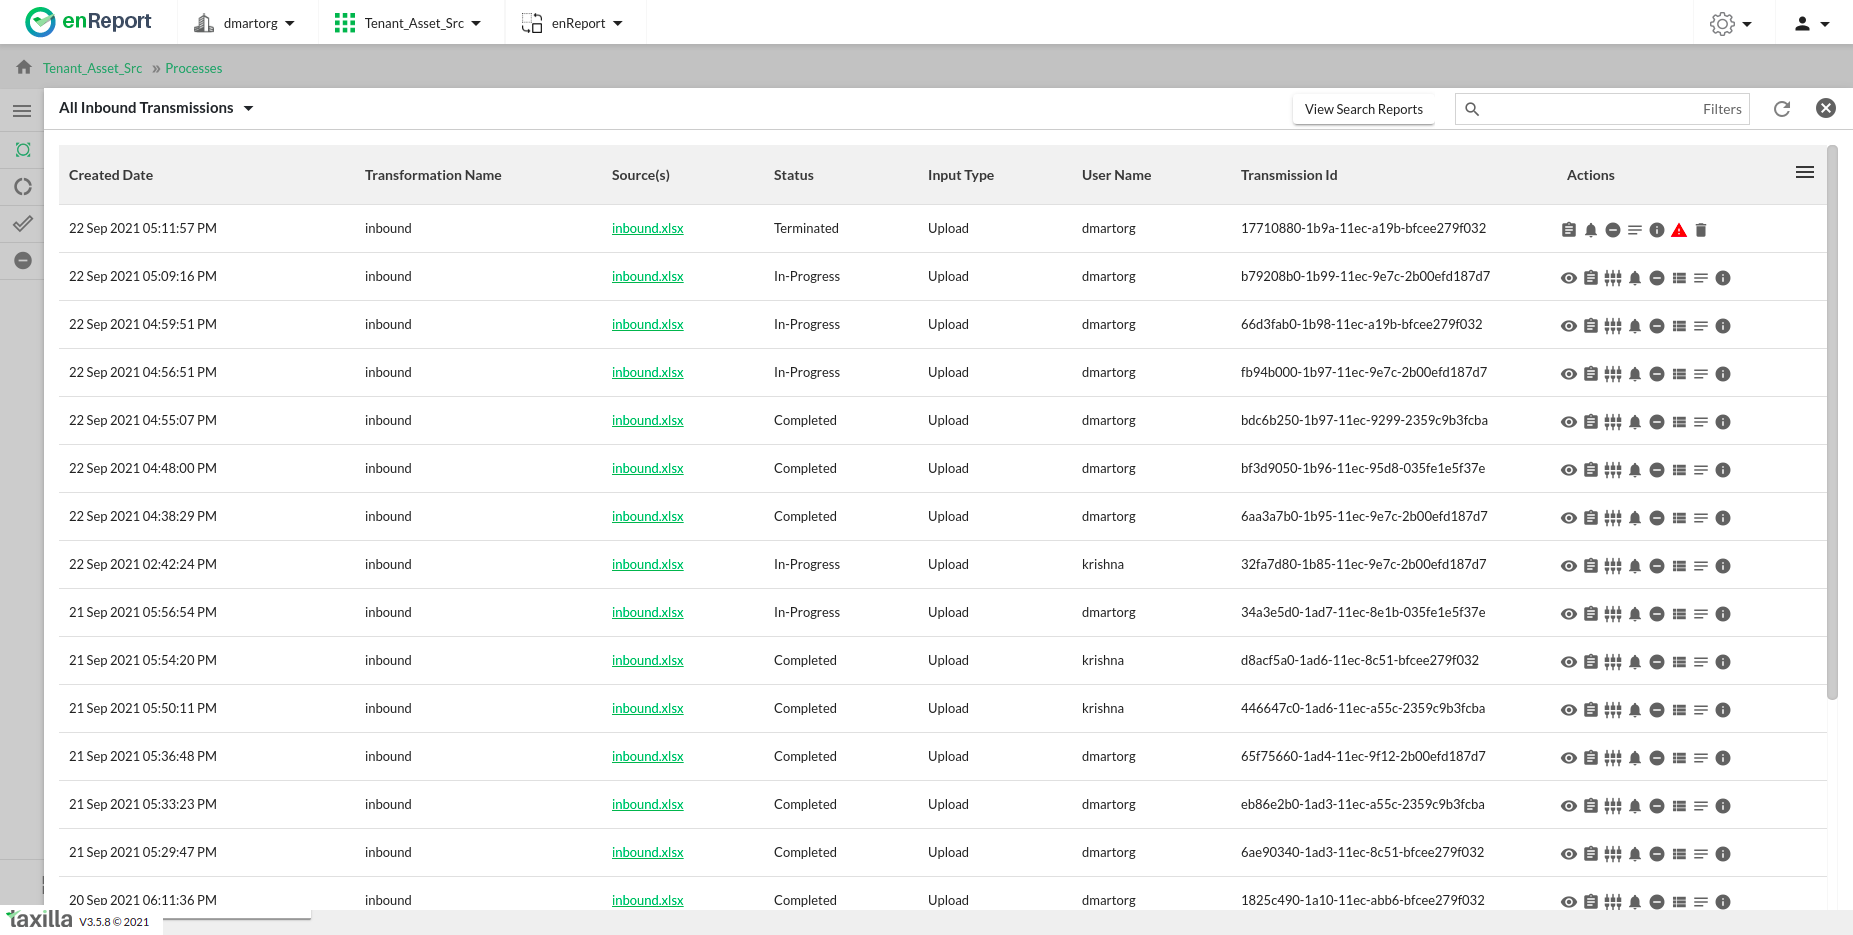 enReport dmartorg Tenant_Asset_Src enReport
Tenant_Asset_Src » Processes
All Inbound Transmissions View Search Reports Filters
Created Date Transformation Name Source(s) Status Input Type User Name Transmission Id Actions
22 Sep 2021 05:11:57 PM inbound inbound.xlsx Terminated Upload dmartorg 17710880-1b9a-11ec-a19b-bfcee279f032
22 Sep 2021 05:09:16 PM inbound inbound.xlsx In-Progress Upload dmartorg b79208b0-1b99-11ec-9e7c-2b00efd187d7
22 Sep 2021 04:59:51 PM inbound inbound.xlsx In-Progress Upload dmartorg 66d3fab0-1b98-11ec-a19b-bfcee279f032
22 Sep 2021 04:56:51 PM inbound inbound.xlsx In-Progress Upload dmartorg fb94b000-1b97-11ec-9e7c-2b00efd187d7
22 Sep 2021 04:55:07 PM inbound inbound.xlsx Completed Upload dmartorg bdc6b250-1b97-11ec-9299-2359c9b3fcba
22 Sep 2021 04:48:00 PM inbound inbound.xlsx Completed Upload dmartorg bf3d9050-1b96-11ec-95d8-035fe1e5f37e
22 Sep 2021 04:38:29 PM inbound inbound.xlsx Completed Upload dmartorg 6aa3a7b0-1b95-11ec-9e7c-2b00efd187d7
22 Sep 2021 02:42:24 PM inbound inbound.xlsx In-Progress Upload krishna 32fa7d80-1b85-11ec-9e7c-2b00efd187d7
21 Sep 2021 05:56:54 PM inbound inbound.xlsx In-Progress Upload dmartorg 34a3e5d0-1ad7-11ec-8e1b-035fe1e5f37e
21 Sep 2021 05:54:20 PM inbound inbound.xlsx Completed Upload krishna d8acf5a0-1ad6-11ec-8c51-bfcee279f032
21 Sep 2021 05:50:11 PM inbound inbound.xlsx Completed Upload krishna 446647c0-1ad6-11ec-a55c-2359c9b3fcba
21 Sep 2021 05:36:48 PM inbound inbound.xlsx Completed Upload dmartorg 65f75660-1ad4-11ec-9f12-2b00efd187d7
21 Sep 2021 05:33:23 PM inbound inbound.xlsx Completed Upload dmartorg eb86e2b0-1ad3-11ec-a55c-2359c9b3fcba
21 Sep 2021 05:29:47 PM inbound inbound.xlsx Completed Upload dmartorg 6ae90340-1ad3-11ec-8c51-bfcee279f032
20 Sep 2021 06:11:36 PM inbound inbound.xlsx Completed Upload dmartorg 1825c490-1a10-11ec-abb6-bfcee279f032
taxilla V3.5.8 © 2021